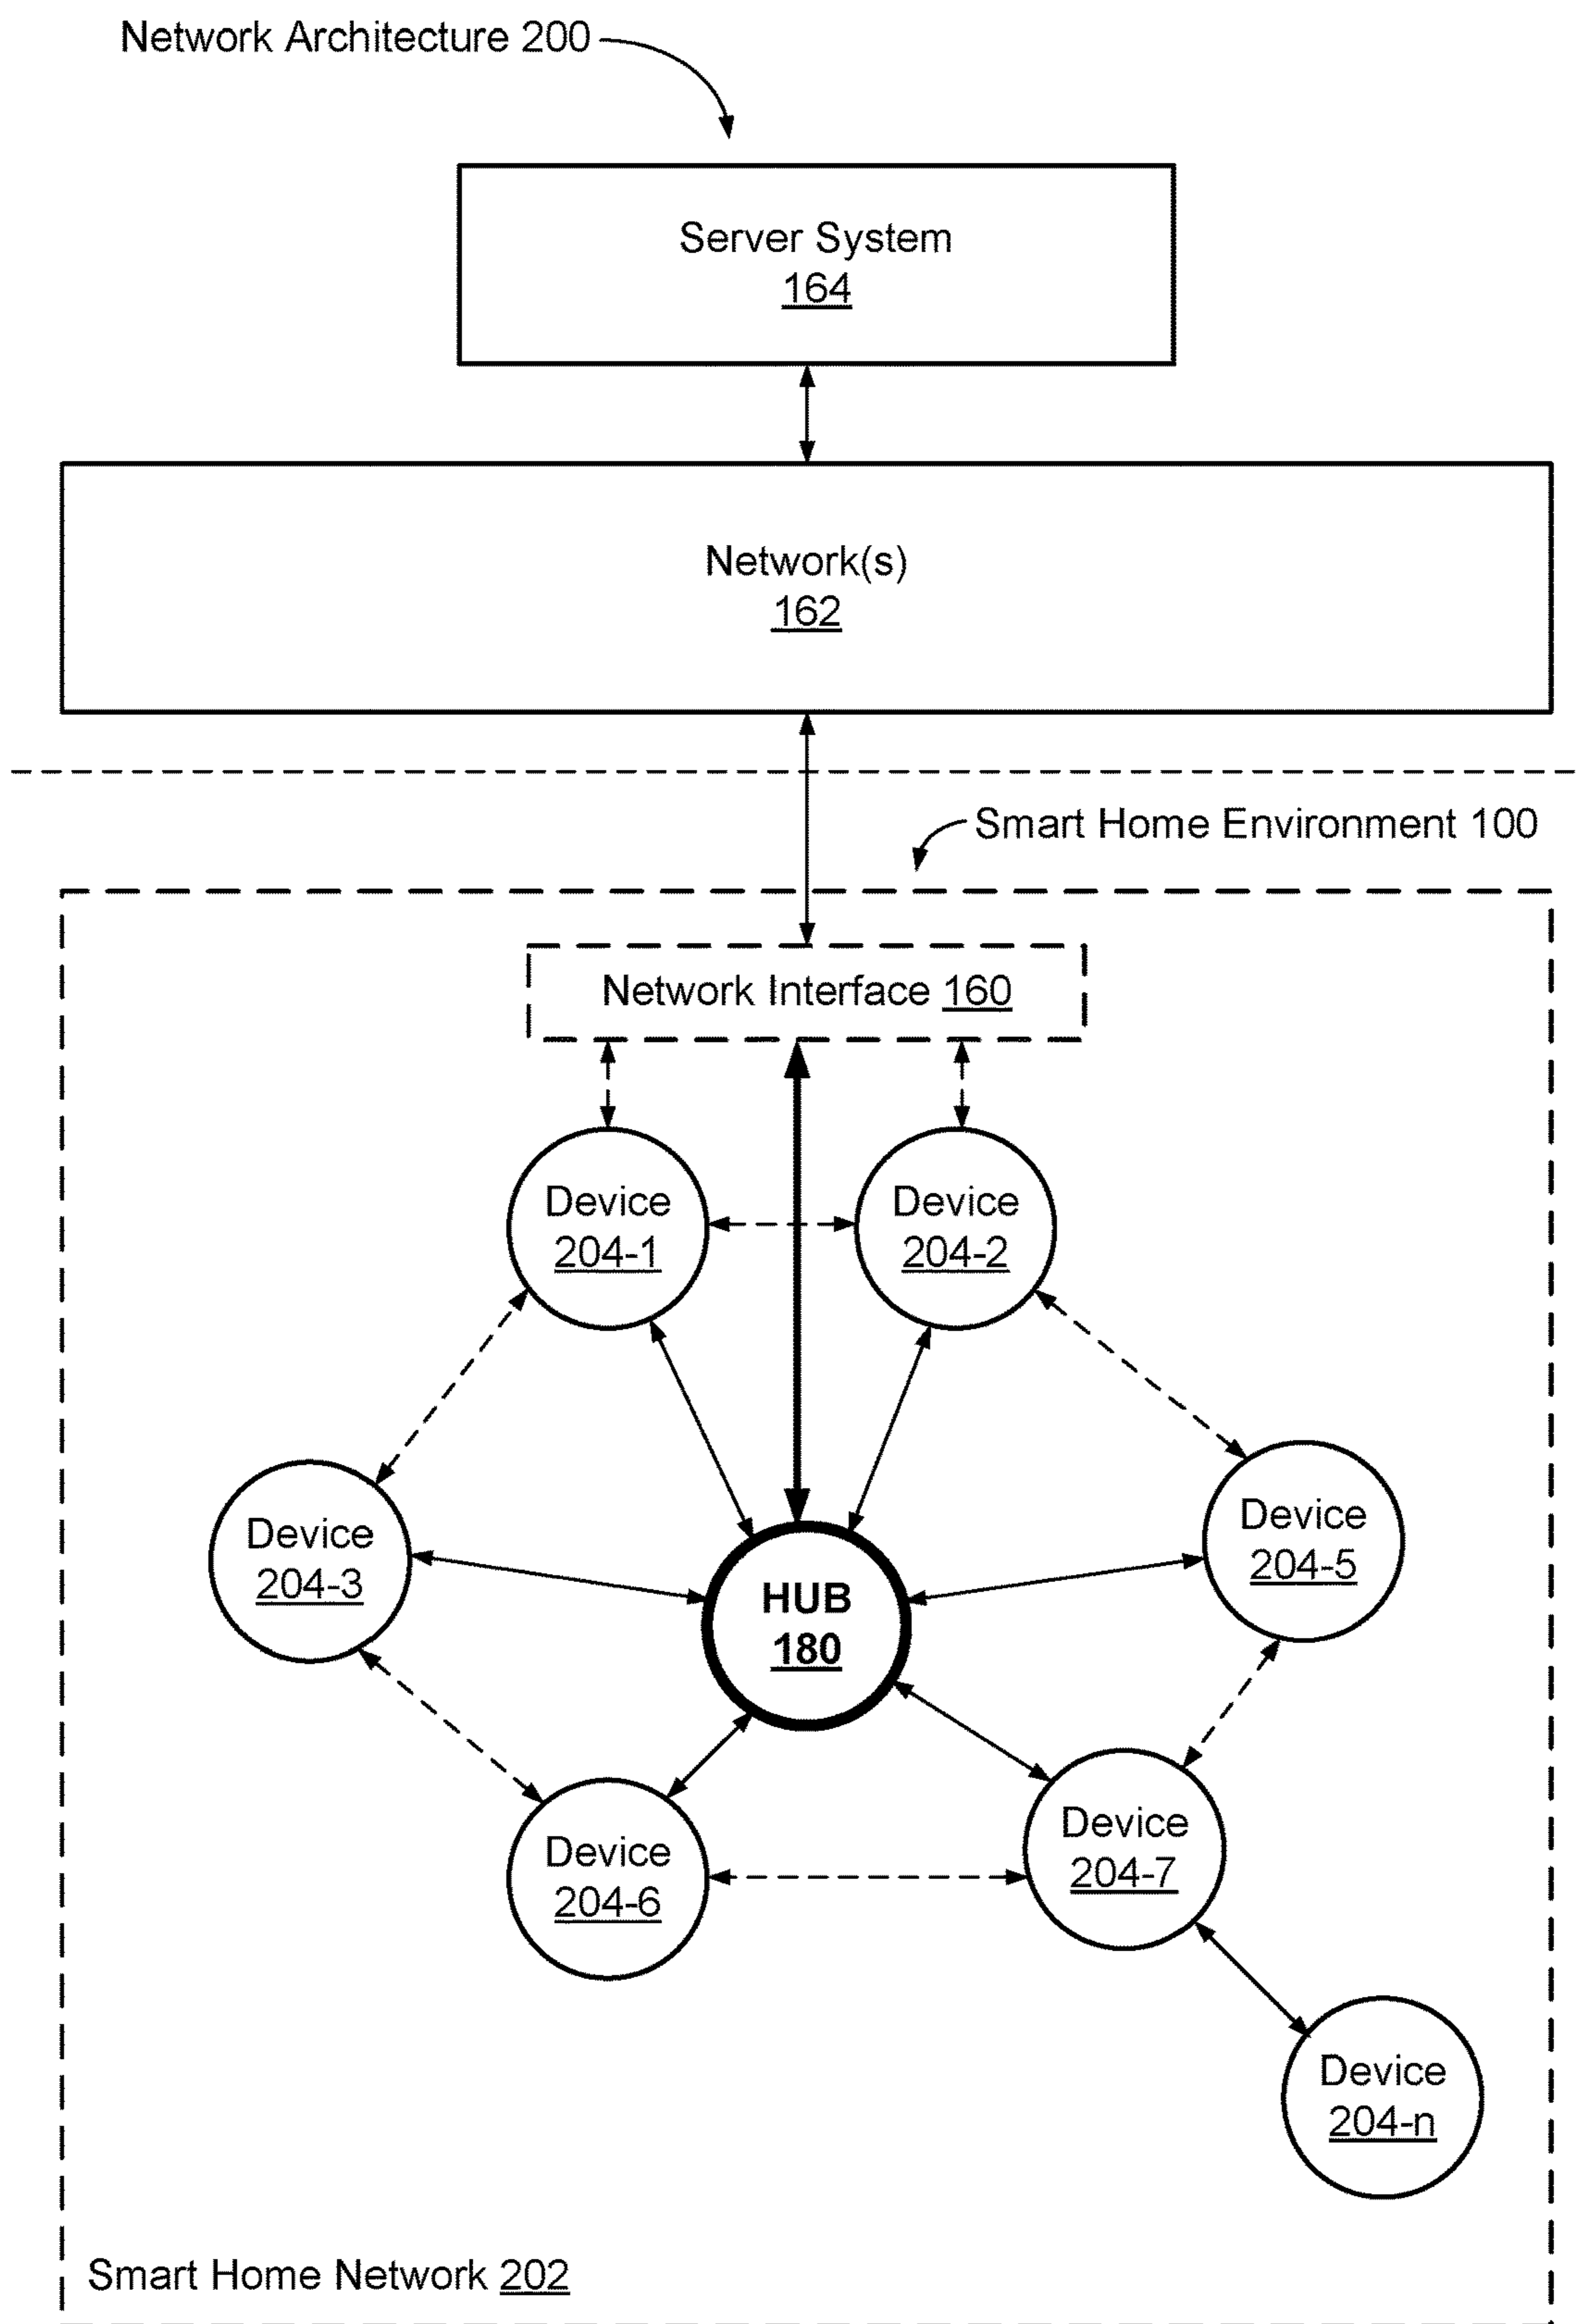 Network Architecture 200
Server System
164
Network(s)
162
Smart Home Environment 100
Network Interface 160
Device
204-1
Device
204-2
Device
204-3
Device
204-5
HUB
180
Device
204-6
Device
204-7
Device
204-n
Smart Home Network 202